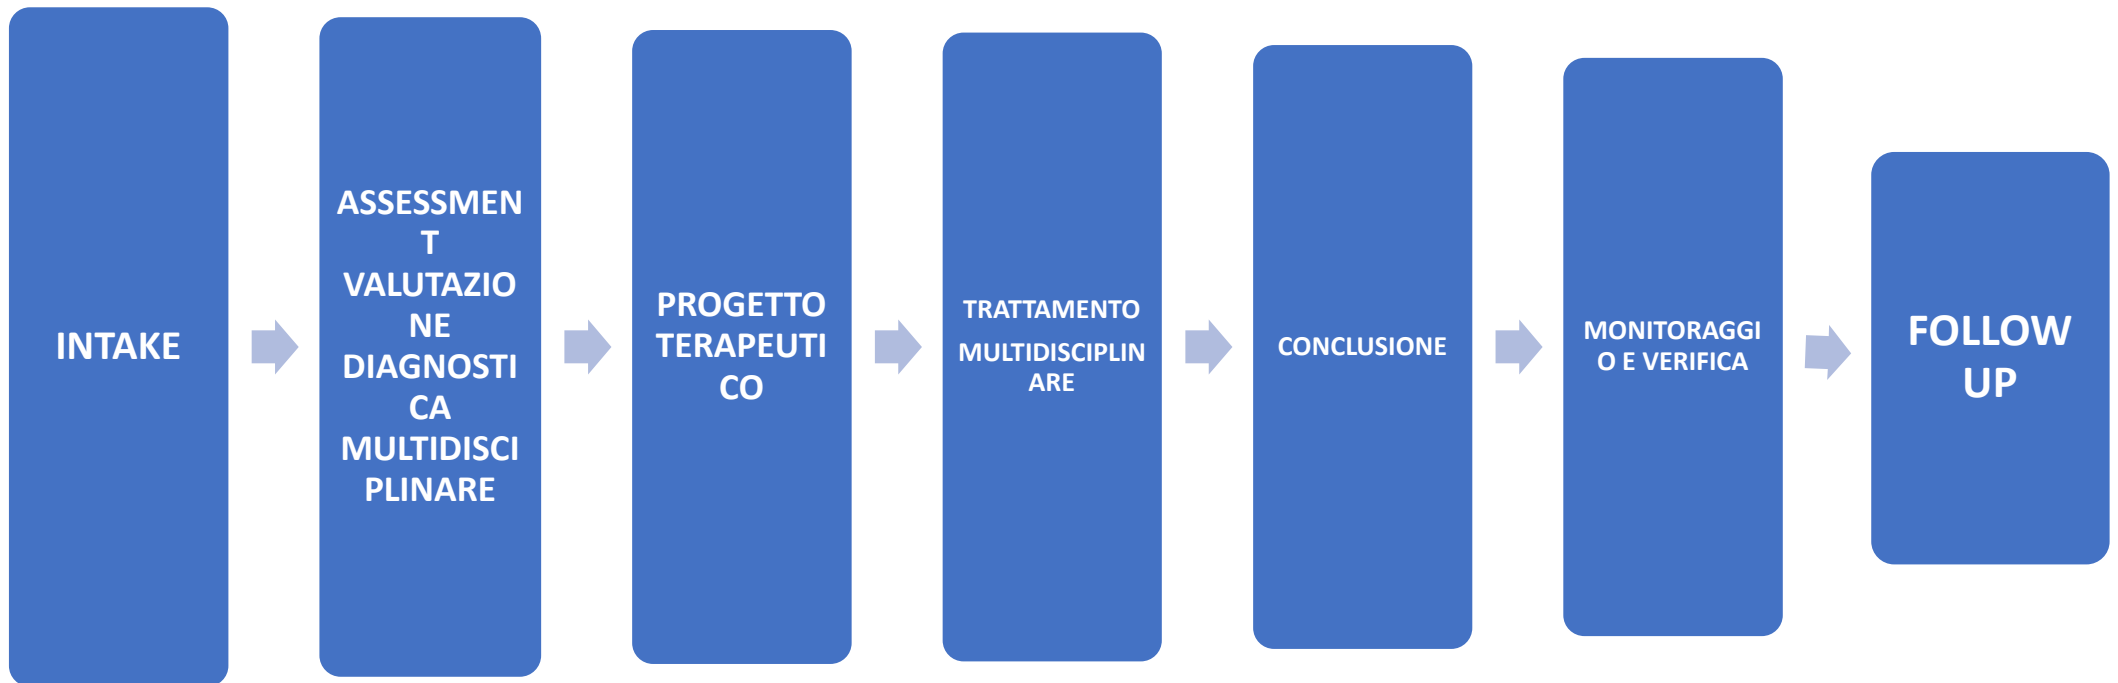 INTAKE
ASSESSMEN
T
VALUTAZIO
NE
DIAGNOSTI
CA
MULTIDISCI
PLINARE
PROGETTO
TERAPEUTI
CO
TRATTAMENTO
MULTIDISCIPLIN
ARE
CONCLUSIONE
MONITORAGGI
O E VERIFICA
FOLLOW
UP